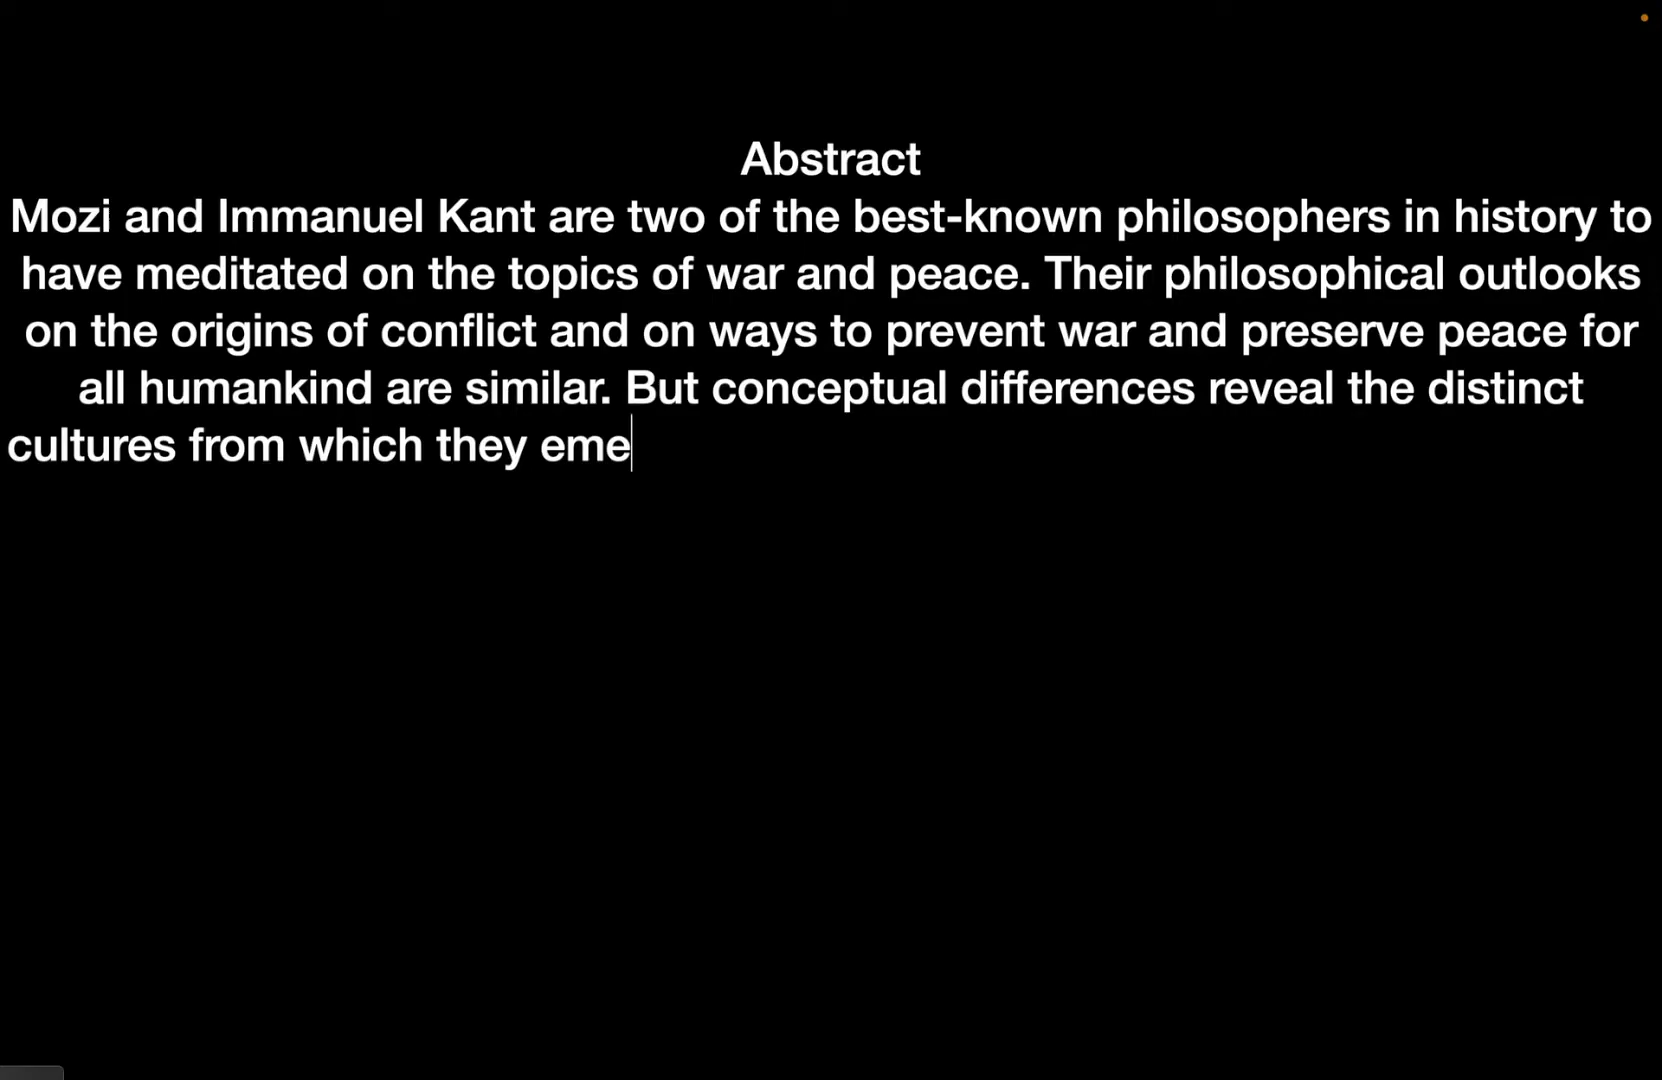 Abstract
Mozi and Immanuel Kant are two of the best-known philosophers in history to
have meditated on the topics of war and peace. Their philosophical outlooks
on the origins of conflict and on ways to prevent war and preserve peace for
all humankind are similar. But conceptual differences reveal the distinct
cultures from which they eme